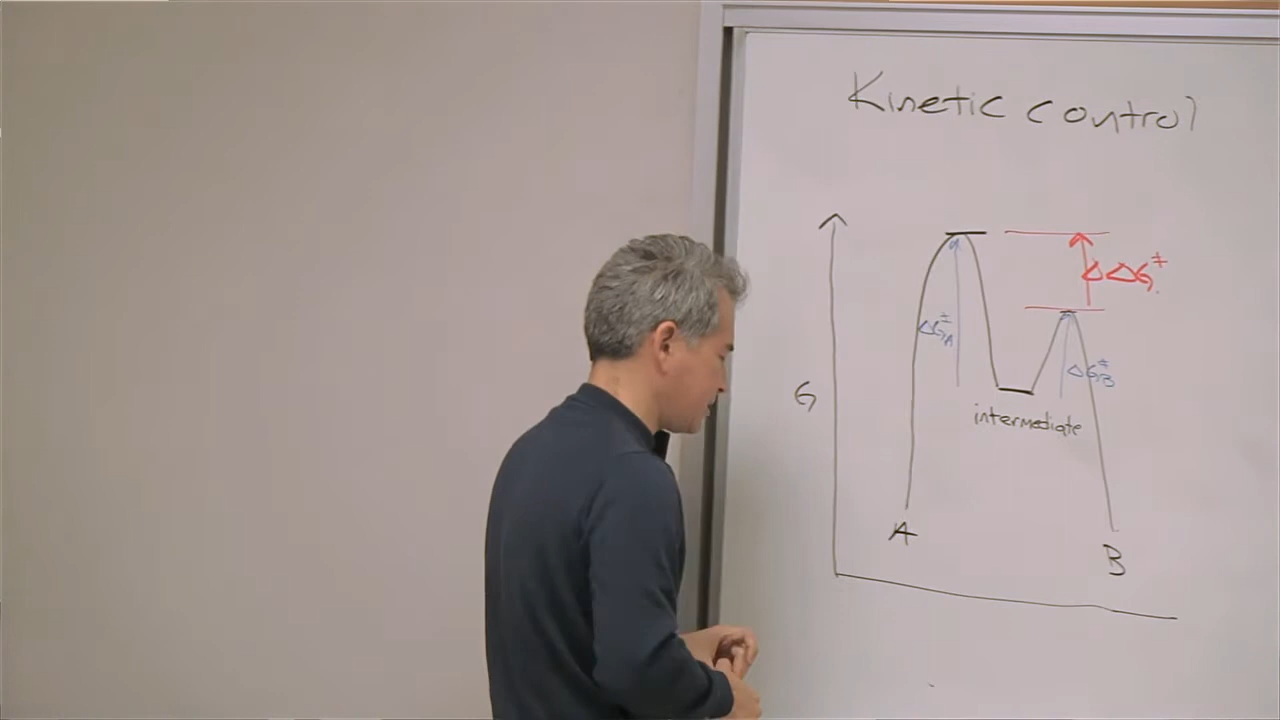 Kinetic control
ΔΔG‡
ΔG‡A
ΔG‡B
G
intermediate
A
B